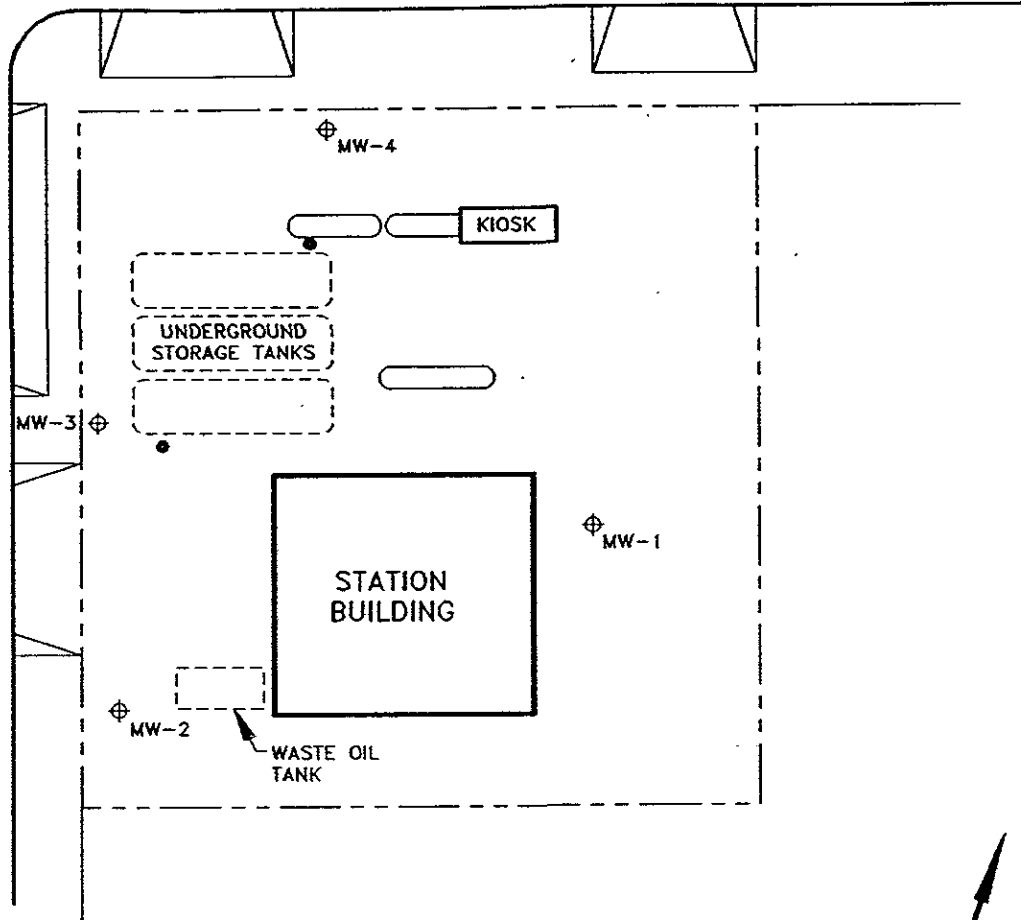 MW-4
KIOSK
UNDERGROUND
STORAGE TANKS
MW-3
MW-1
STATION
BUILDING
MW-2
WASTE OIL
TANK